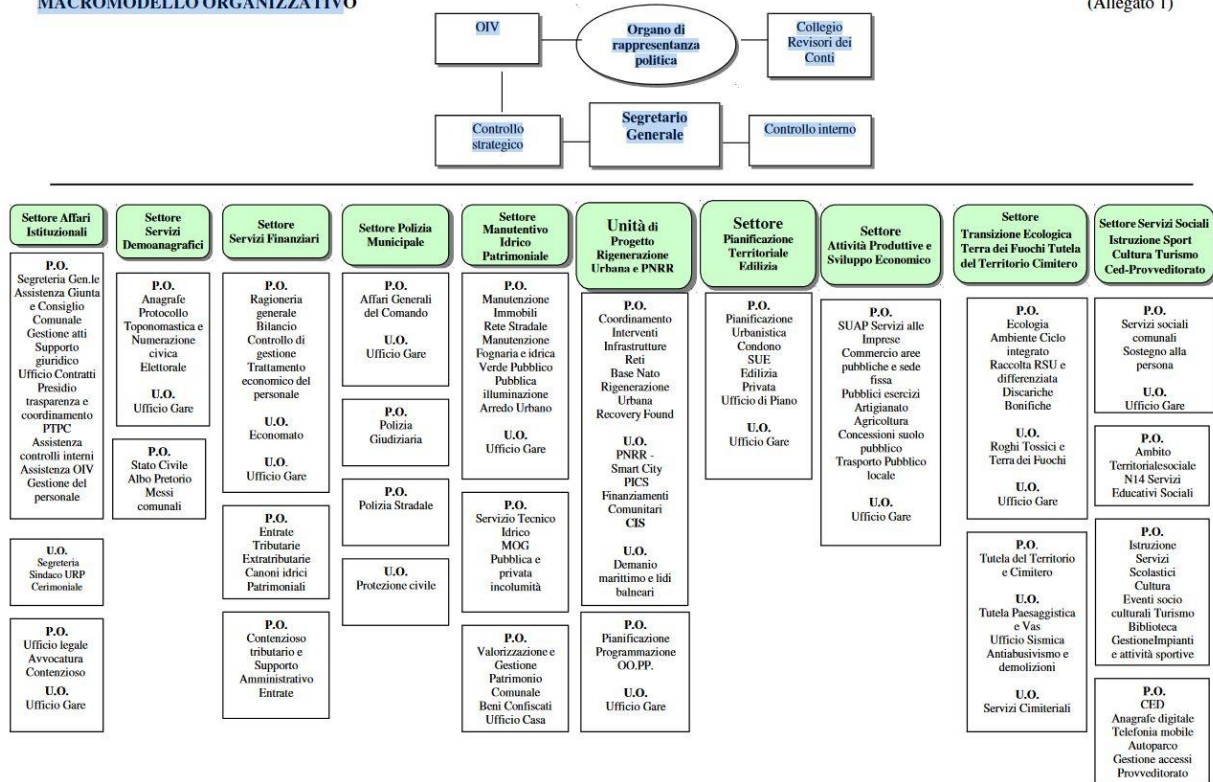 MACROMODELLO ORGANIZZATIVO
(Allegato 1)
OIV
Organo di
rappresentanza
politica
Collegio
Revisori dei
Conti
Controllo
strategico
Segretario
Generale
Controllo interno
Settore Affari
Istituzionali
P.O.
Segreteria Gen.le
Assistenza Giunta
e Consiglio
Comunale
Gestione atti
Supporto
giuridico
Ufficio Contratti
Presidio
trasparenza e
coordinamento
PTPC
Assistenza
controlli interni
Assistenza OIV
Gestione del
personale
U.O.
Segreteria
Sindaco URP
Cerimoniale
P.O.
Ufficio legale
Avvocatura
Contenzioso
U.O.
Ufficio Gare
Settore
Servizi
Demoanagrafici
P.O.
Anagrafe
Protocollo
Toponomastica e
Numerazione
civica
Elettorale
U.O.
Ufficio Gare
P.O.
Stato Civile
Albo Pretorio
Messi
comunali
Settore
Servizi Finanziari
P.O.
Ragioneria
generale
Bilancio
Controllo di
gestione
Trattamento
economico del
personale
U.O.
Economato
U.O.
Ufficio Gare
P.O.
Entrate
Tributarie
Extratributarie
Canoni idrici
Patrimoniali
P.O.
Contenzioso
tributario e
Supporto
Amministrativo
Entrate
Settore Polizia
Municipale
P.O.
Affari Generali
del Comando
U.O.
Ufficio Gare
P.O.
Polizia
Giudiziaria
P.O.
Polizia Stradale
U.O.
Protezione civile
Settore
Manutentivo
Idrico
Patrimoniale
P.O.
Manutenzione
Immobili
Rete Stradale
Manutenzione
Fognaria e idrica
Verde Pubblico
Pubblica
illuminazione
Arredo Urbano
U.O.
Ufficio Gare
P.O.
Servizio Tecnico
Idrico
MOG
Pubblica e
privata
incolumità
P.O.
Valorizzazione e
Gestione
Patrimonio
Comunale
Beni Confiscati
Ufficio Casa
Unità di
Progetto
Rigenerazione
Urbana e PNRR
P.O.
Coordinamento
Interventi
Infrastrutture
Reti
Base Nato
Rigenerazione
Urbana
Recovery Found
U.O.
PNRR -
Smart City
PICS
Finanziamenti
Comunitari
CIS
U.O.
Demanio
marittimo e lidi
balneari
P.O.
Pianificazione
Programmazione
OO.PP.
U.O.
Ufficio Gare
Settore
Pianificazione
Territoriale
Edilizia
P.O.
Pianificazione
Urbanistica
Condono
SUE
Edilizia
Privata
Ufficio di Piano
U.O.
Ufficio Gare
Settore
Attività Produttive e
Sviluppo Economico
P.O.
SUAP Servizi alle
Imprese
Commercio aree
pubbliche e sede
fissa
Pubblici esercizi
Artigianato
Agricoltura
Concessioni suolo
pubblico
Trasporto Pubblico
locale
U.O.
Ufficio Gare
Settore
Transizione Ecologica
Terra dei Fuochi Tutela
del Territorio Cimitero
P.O.
Ecologia
Ambiente Ciclo
integrato
Raccolta RSU e
differenziata
Discariche
Bonifiche
U.O.
Roghi Tossici e
Terra dei Fuochi
U.O.
Ufficio Gare
P.O.
Tutela del Territorio
e Cimitero
U.O.
Tutela Paesaggistica
e Vas
Ufficio Sismica
Antiabusivismo e
demolizioni
U.O.
Servizi Cimiteriali
Settore Servizi Sociali
Istruzione Sport
Cultura Turismo
Ced-Provveditorato
P.O.
Servizi sociali
comunali
Sostegno alla
persona
U.O.
Ufficio Gare
P.O.
Ambito
Territorialesociale
N14 Servizi
Educativi Sociali
P.O.
Istruzione
Servizi
Scolastici
Cultura
Eventi socio
culturali Turismo
Biblioteca
GestioneImpianti
e attività sportive
P.O.
CED
Anagrafe digitale
Telefonia mobile
Autoparco
Gestione accessi
Provveditorato